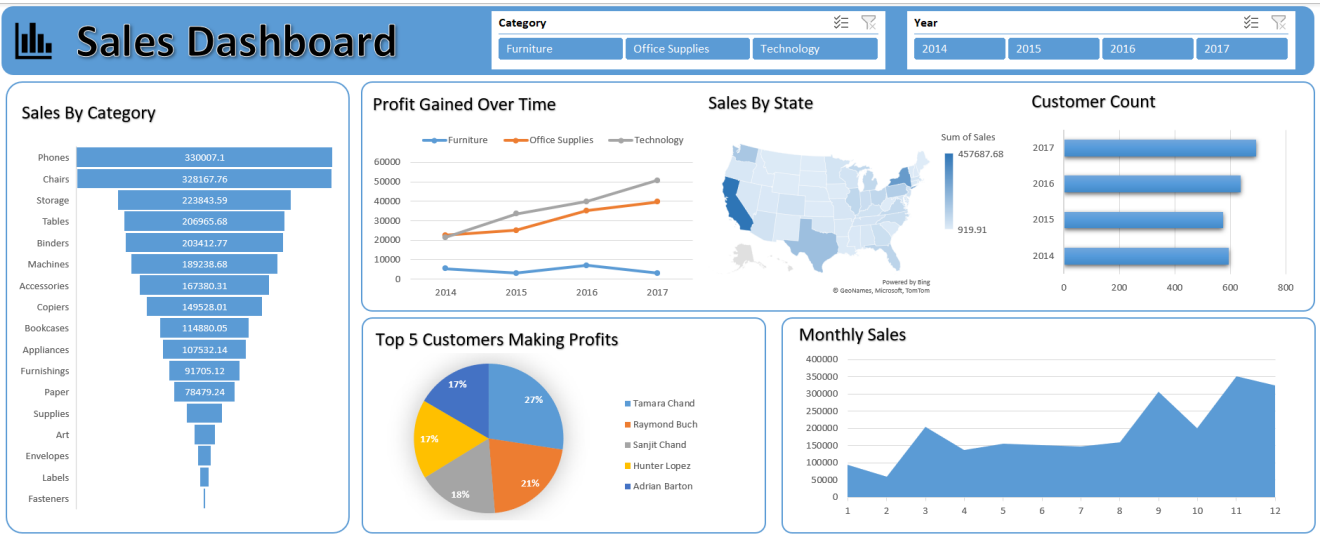 Sales Dashboard
Category
Furniture Office Supplies Technology
Year
2014 2015 2016 2017
Sales By Category
Phones 330007.1
Chairs 328167.76
Storage 223843.59
Tables 206965.68
Binders 203412.77
Machines 189238.68
Accessories 167380.31
Copiers 149528.01
Bookcases 114880.05
Appliances 107532.14
Furnishings 91705.12
Paper 78479.24
Supplies
Art
Envelopes
Labels
Fasteners
Profit Gained Over Time
Furniture Office Supplies Technology
60000
50000
40000
30000
20000
10000
0
2014 2015 2016 2017
Sales By State
Sum of Sales
457687.68
919.91
Powered by Bing
© GeoNames, Microsoft, TomTom
Customer Count
2017
2016
2015
2014
0 200 400 600 800
Top 5 Customers Making Profits
17% 27%
17%
18% 21%
Tamara Chand
Raymond Buch
Sanjit Chand
Hunter Lopez
Adrian Barton
Monthly Sales
400000
350000
300000
250000
200000
150000
100000
50000
0
1 2 3 4 5 6 7 8 9 10 11 12